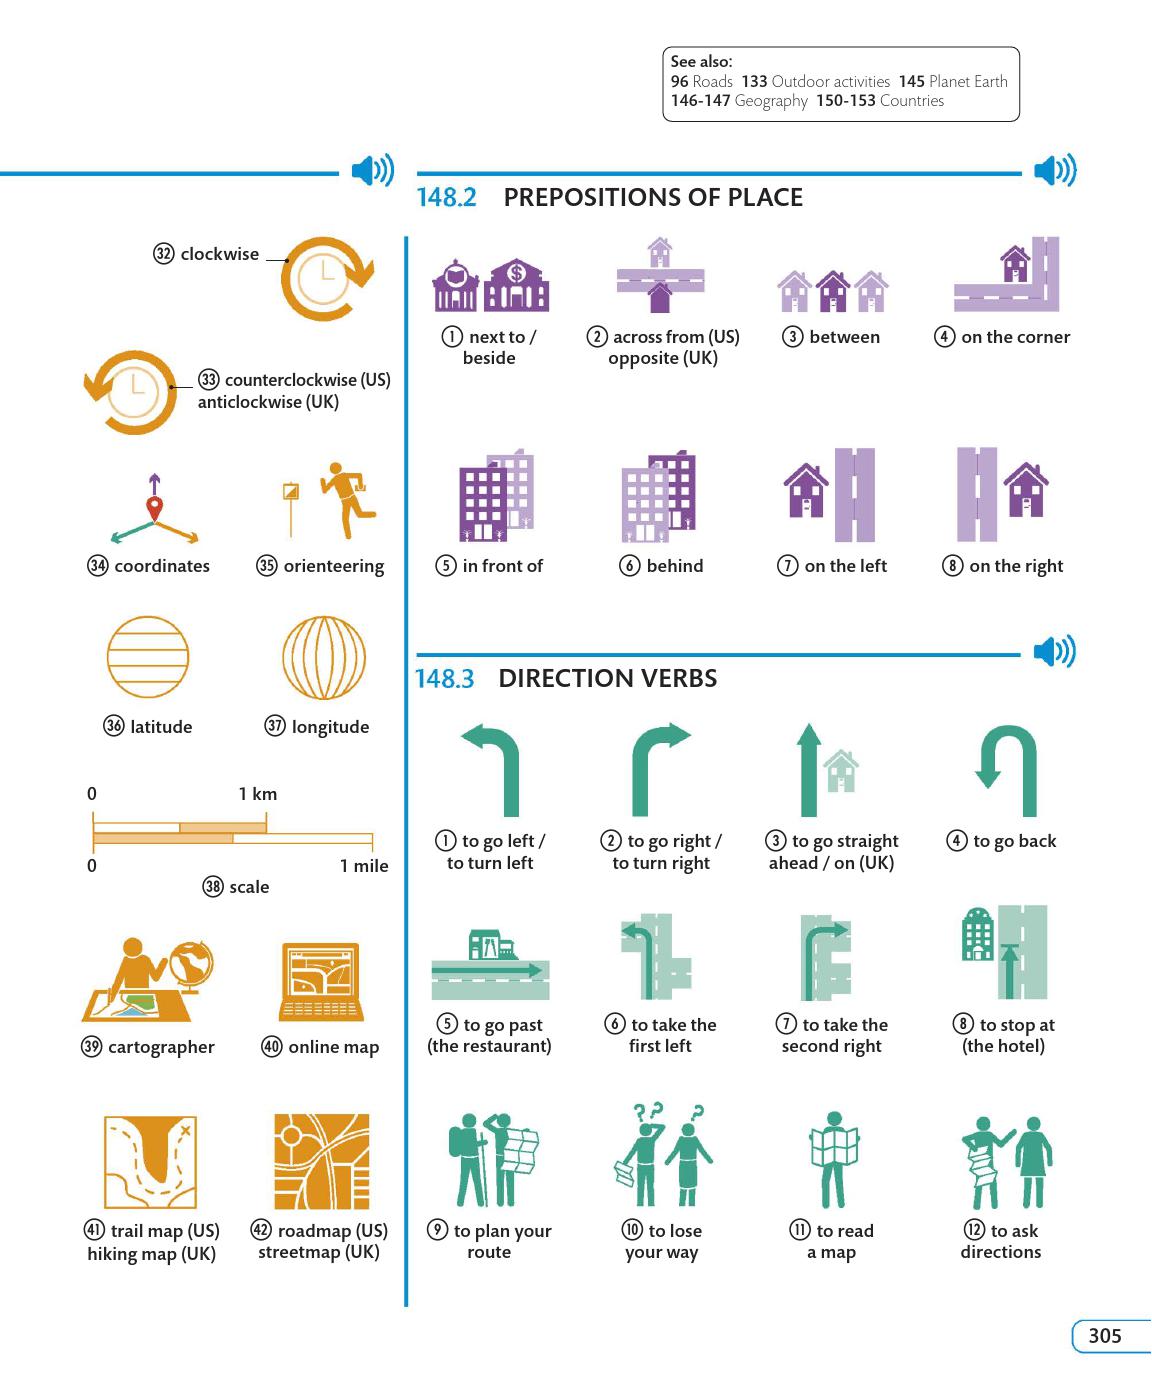 See also:
96 Roads 133 Outdoor activities 145 Planet Earth
146-147 Geography 150-153 Countries
32 clockwise
33 counterclockwise (US)
anticlockwise (UK)
34 coordinates
35 orienteering
36 latitude
37 longitude
0 1 km
0 1 mile
38 scale
39 cartographer
40 online map
41 trail map (US)
hiking map (UK)
42 roadmap (US)
streetmap (UK)
148.2 PREPOSITIONS OF PLACE
$
1 next to /
beside
2 across from (US)
opposite (UK)
3 between
4 on the corner
5 in front of
6 behind
7 on the left
8 on the right
148.3 DIRECTION VERBS
1 to go left /
to turn left
2 to go right /
to turn right
3 to go straight
ahead / on (UK)
4 to go back
5 to go past
(the restaurant)
6 to take the
first left
7 to take the
second right
8 to stop at
(the hotel)
9 to plan your
route
? ? ?
10 to lose
your way
11 to read
a map
12 to ask
directions
305